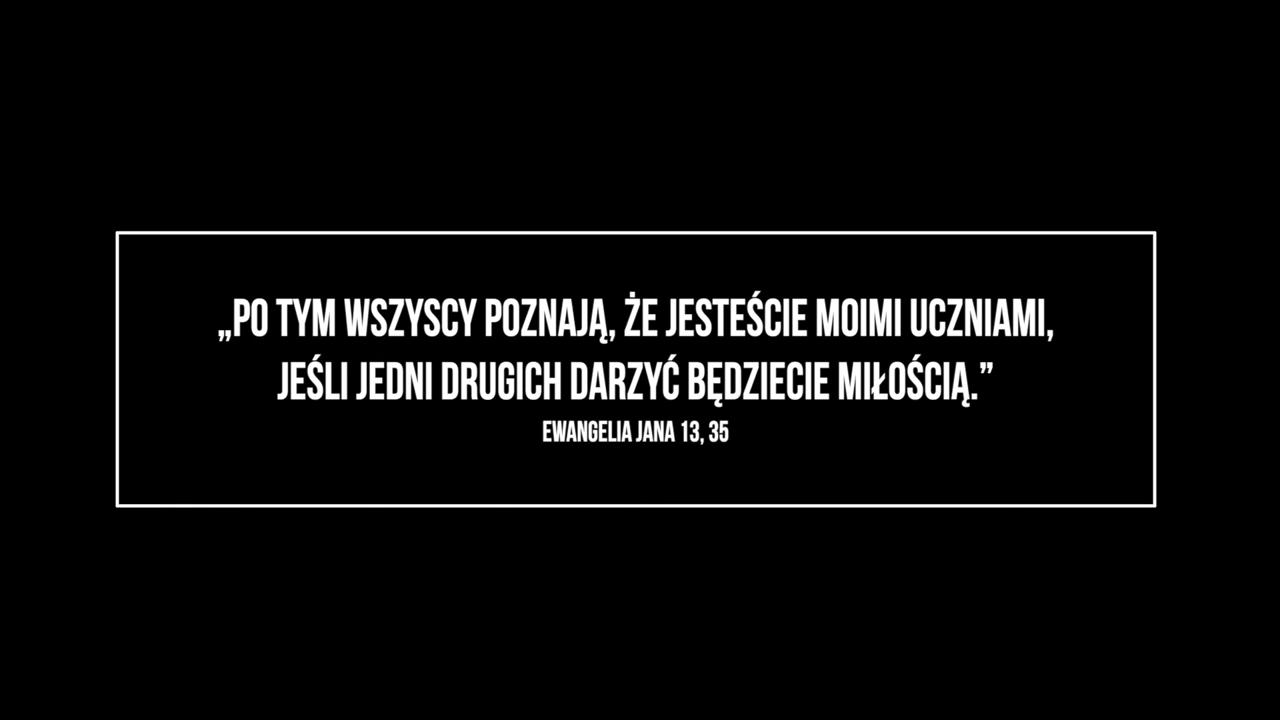 „PO TYM WSZYSCY POZNAJĄ, ŻE JESTEŚCIE MOIMI UCZNIAMI,
JEŚLI JEDNI DRUGICH DARZYĆ BĘDZIECIE MIŁOŚCIĄ.”
EWANGELIA JANA 13, 35